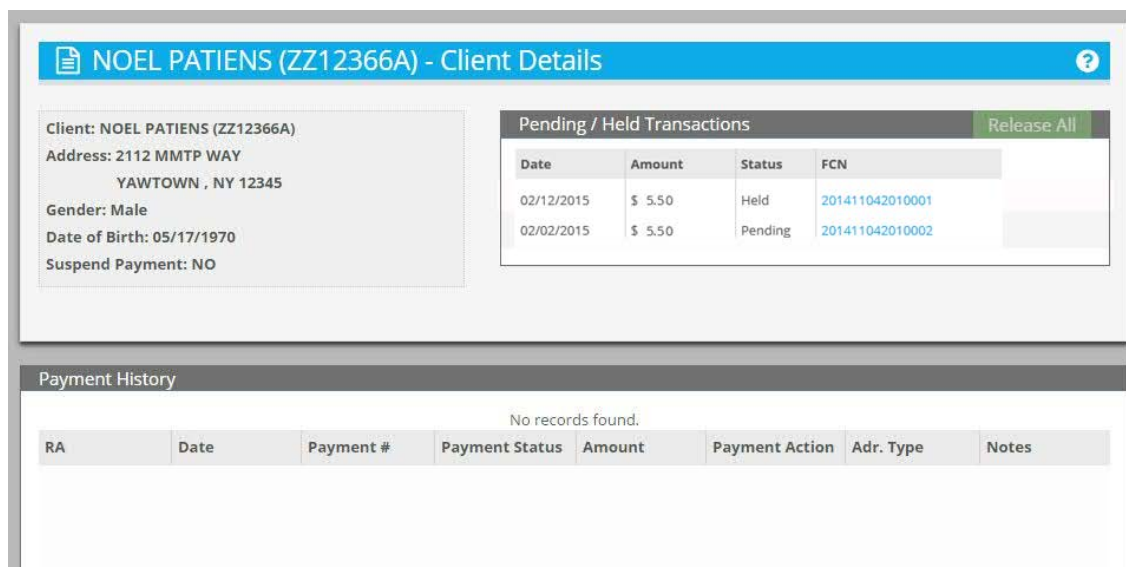 NOEL PATIENS (ZZ12366A) - Client Details ?
Client: NOEL PATIENS (ZZ12366A)
Address: 2112 MMTP WAY
YAWTOWN , NY 12345
Gender: Male
Date of Birth: 05/17/1970
Suspend Payment: NO
Pending / Held Transactions Release All
Date Amount Status FCN
02/12/2015 $ 5.50 Held 201411042010001
02/02/2015 $ 5.50 Pending 201411042010002
Payment History
No records found.
RA Date Payment # Payment Status Amount Payment Action Adr. Type Notes